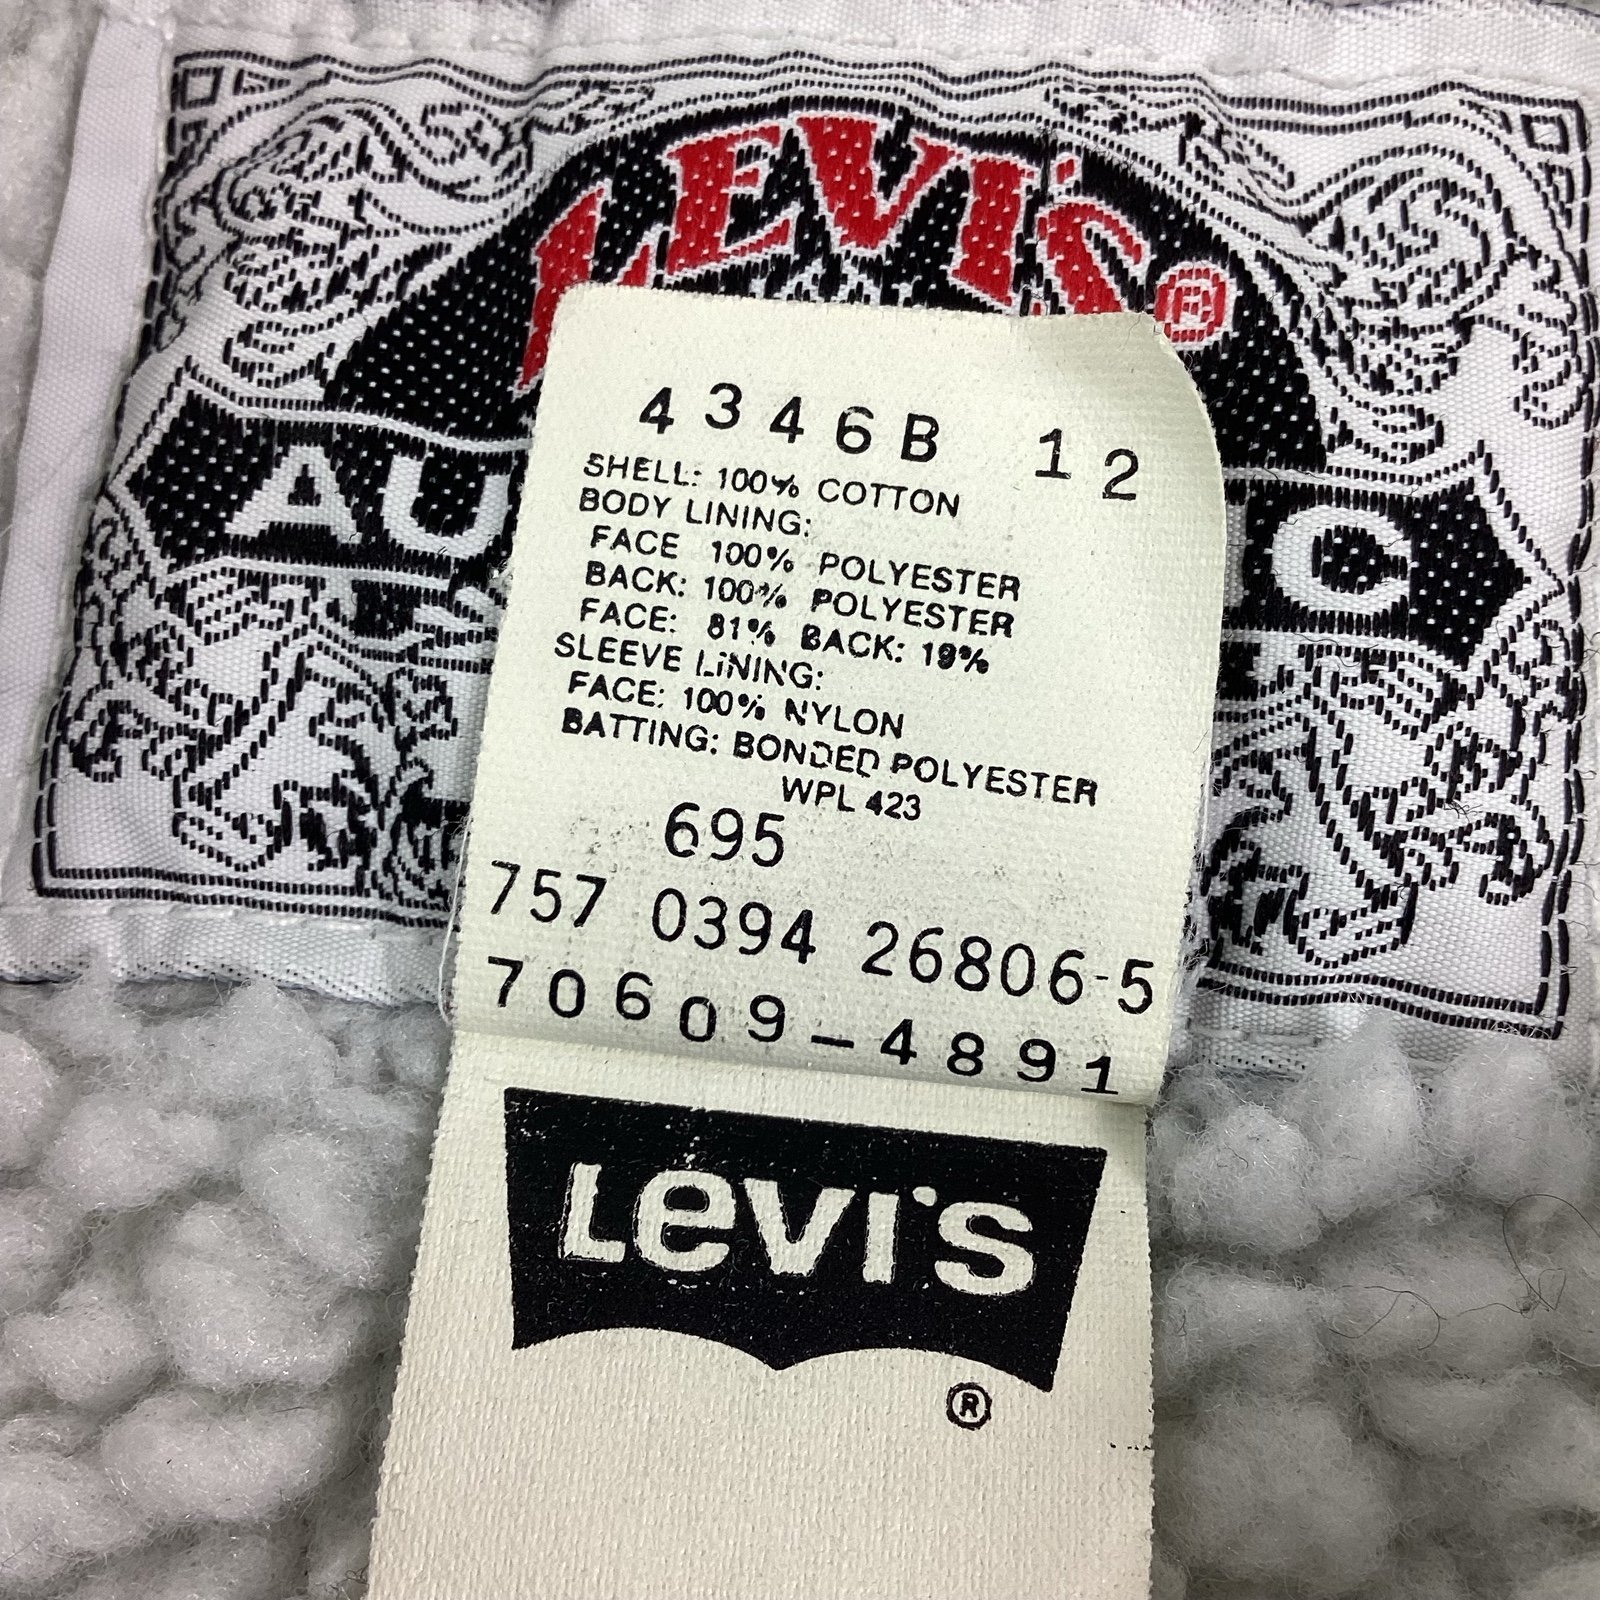 LEVI'S®
4346B 12
SHELL: 100% COTTON
BODY LINING:
FACE 100% POLYESTER
BACK: 100% POLYESTER
FACE: 81% BACK: 19%
SLEEVE LINING:
FACE: 100% NYLON
BATTING: BONDED POLYESTER
WPL 423
695
757 0394 26806-5
70609-4891
LEVI'S
®